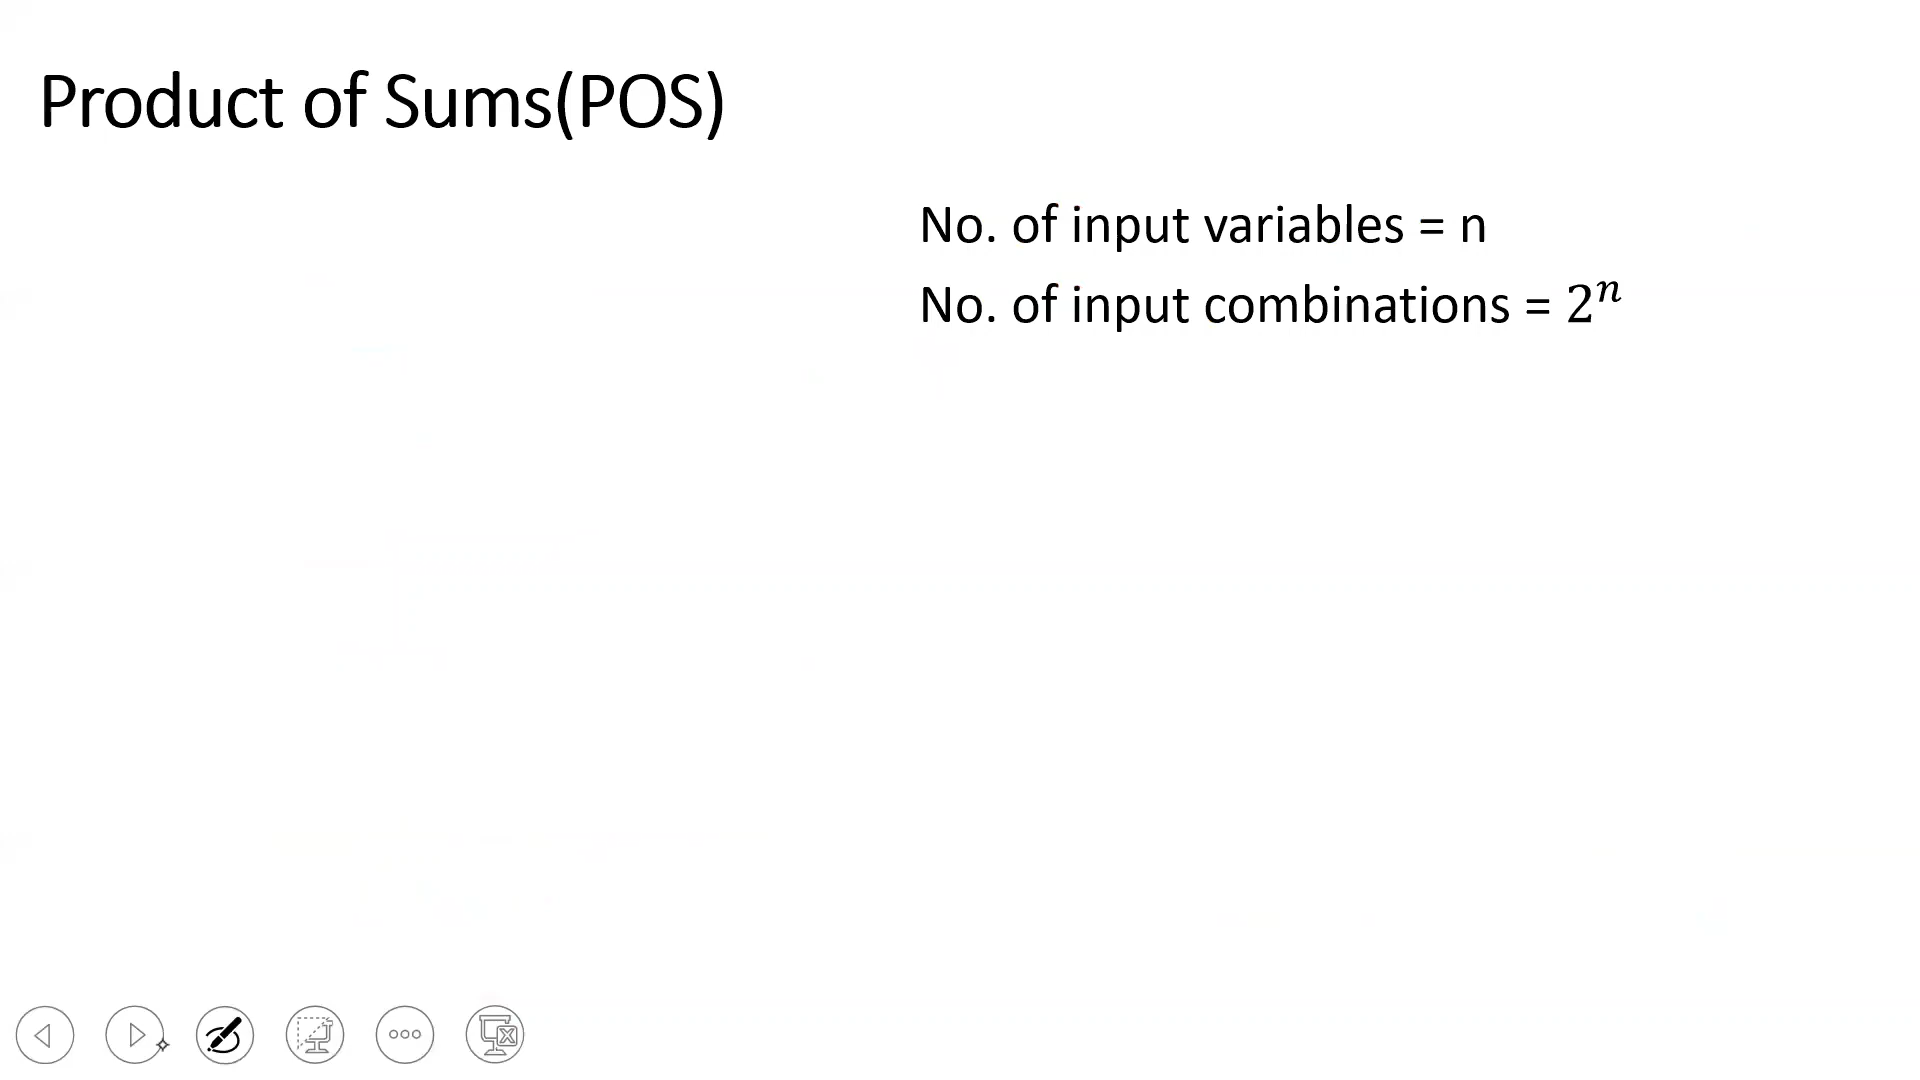 Product of Sums(POS)
No. of input variables = n
No. of input combinations = 2ⁿ